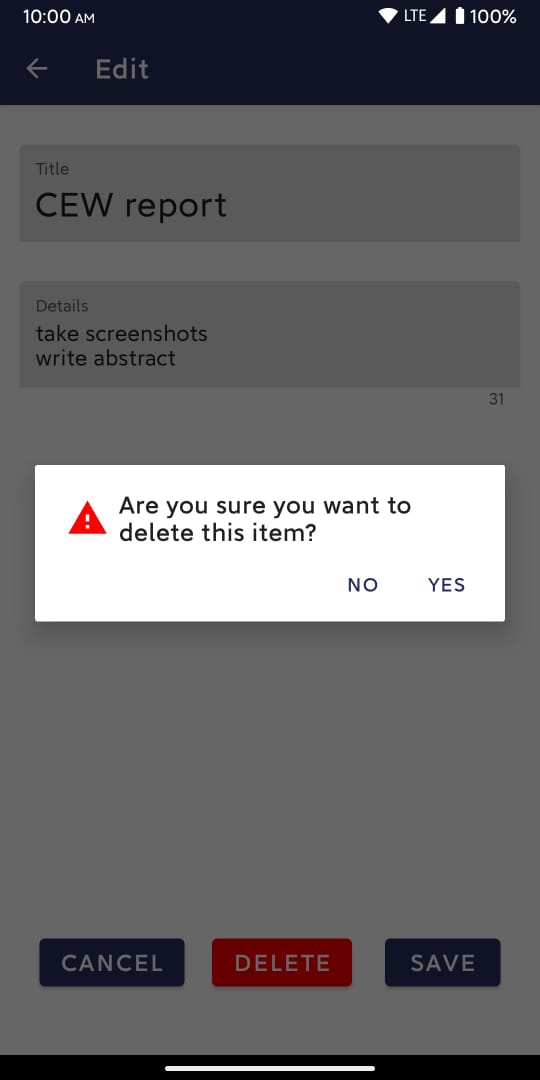 10:00 AM LTE 100%
Edit
Title
CEW report
Details
take screenshots
write abstract
31
Are you sure you want to
delete this item?
NO YES
CANCEL DELETE SAVE